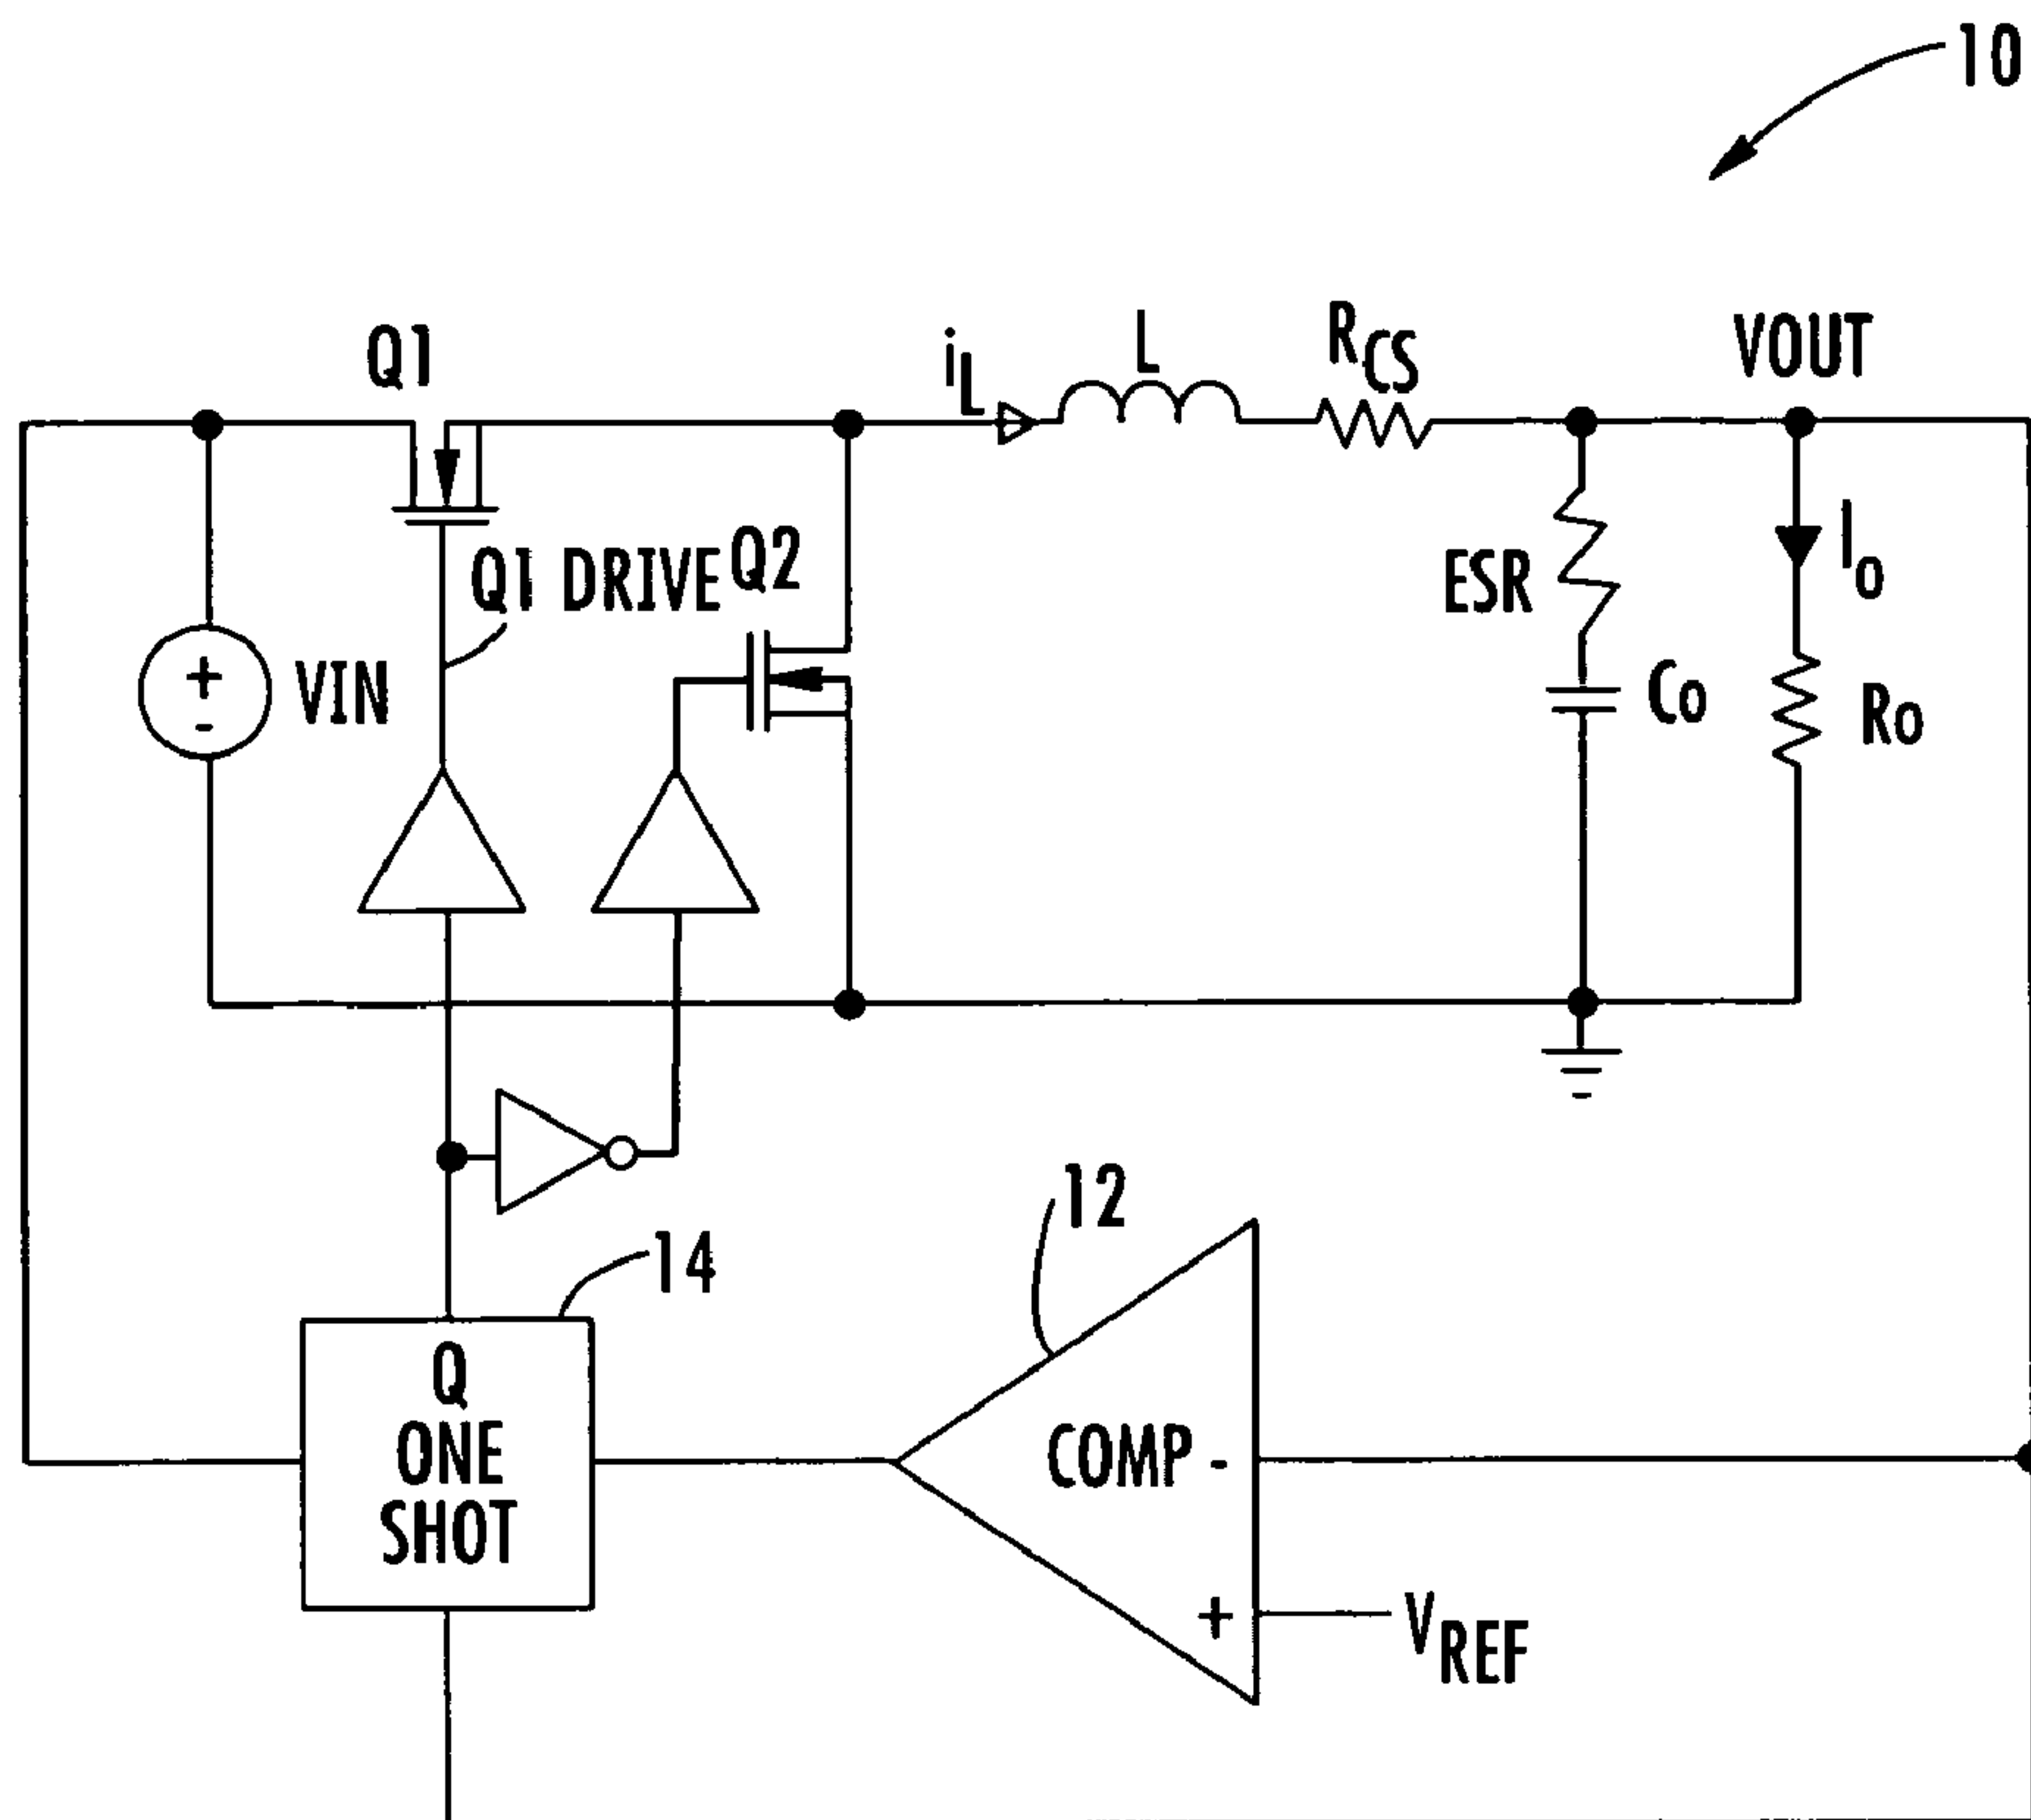 10
Q1
iL
L
RCS
VOUT
Q1 DRIVE
Q2
ESR
Io
+
-
VIN
Co
Ro
12
14
Q
ONE
SHOT
COMP -
+
VREF